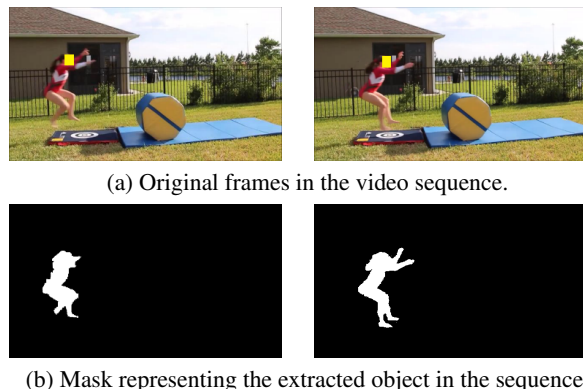 (a) Original frames in the video sequence.
(b) Mask representing the extracted object in the sequence